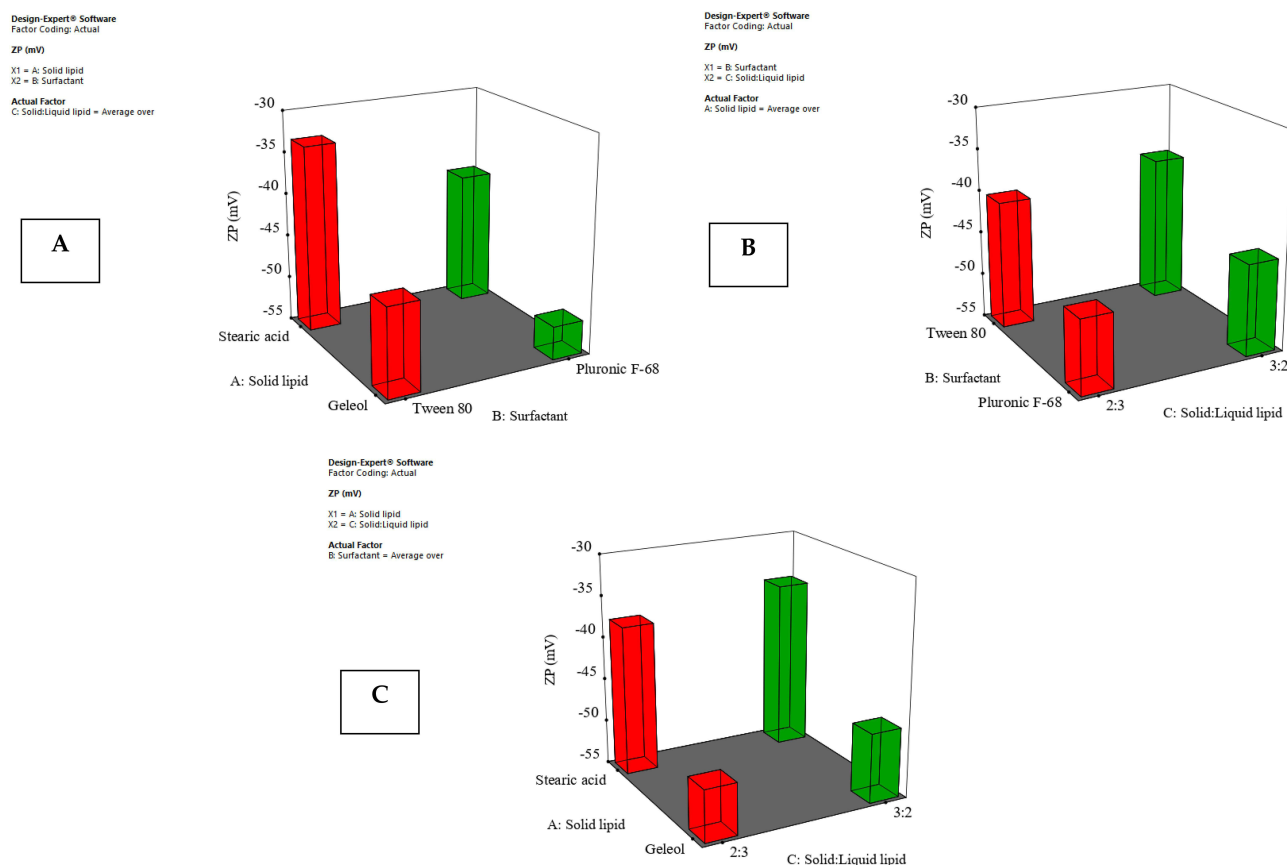 Design-Expert® Software
Factor Coding: Actual
ZP (mV)
X1 = A: Solid lipid
X2 = B: Surfactant
Actual Factor
C: Solid:Liquid lipid = Average over
A
-30
-35
-40
-45
-50
-55
ZP (mV)
Stearic acid
A: Solid lipid
Geleol
Tween 80
B: Surfactant
Pluronic F-68
Design-Expert® Software
Factor Coding: Actual
ZP (mV)
X1 = B: Surfactant
X2 = C: Solid:Liquid lipid
Actual Factor
A: Solid lipid = Average over
B
-30
-35
-40
-45
-50
-55
ZP (mV)
Tween 80
B: Surfactant
Pluronic F-68
2:3
C: Solid:Liquid lipid
3:2
Design-Expert® Software
Factor Coding: Actual
ZP (mV)
X1 = A: Solid lipid
X2 = C: Solid:Liquid lipid
Actual Factor
B: Surfactant = Average over
C
-30
-35
-40
-45
-50
-55
ZP (mV)
Stearic acid
A: Solid lipid
Geleol
2:3
C: Solid:Liquid lipid
3:2